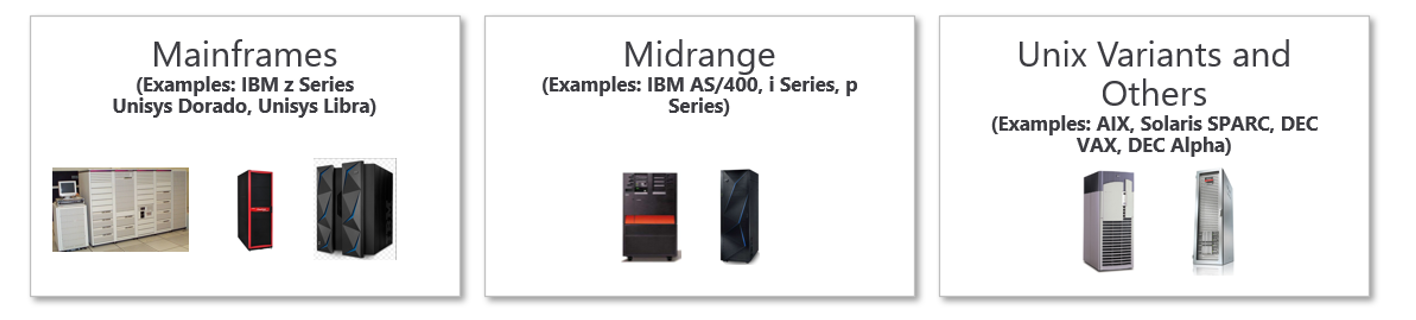 Mainframes
(Examples: IBM z Series
Unisys Dorado, Unisys Libra)
Midrange
(Examples: IBM AS/400, i Series, p
Series)
Unix Variants and
Others
(Examples: AIX, Solaris SPARC, DEC
VAX, DEC Alpha)